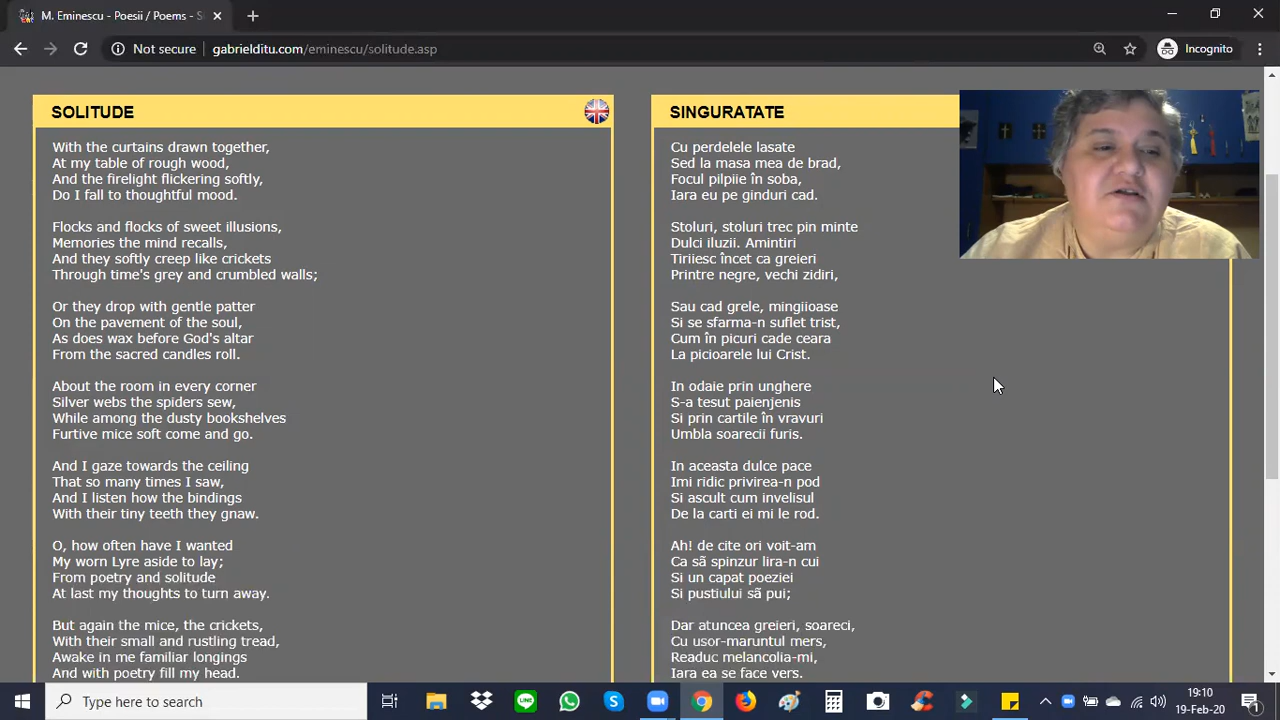 M. Eminescu - Poesii / Poems - S
Not secure
gabrielditu.com/eminescu/solitude.asp
Incognito
SOLITUDE
With the curtains drawn together,
At my table of rough wood,
And the firelight flickering softly,
Do I fall to thoughtful mood.
Flocks and flocks of sweet illusions,
Memories the mind recalls,
And they softly creep like crickets
Through time's grey and crumbled walls;
Or they drop with gentle patter
On the pavement of the soul,
As does wax before God's altar
From the sacred candles roll.
About the room in every corner
Silver webs the spiders sew,
While among the dusty bookshelves
Furtive mice soft come and go.
And I gaze towards the ceiling
That so many times I saw,
And I listen how the bindings
With their tiny teeth they gnaw.
O, how often have I wanted
My worn Lyre aside to lay;
From poetry and solitude
At last my thoughts to turn away.
But again the mice, the crickets,
With their small and rustling tread,
Awake in me familiar longings
And with poetry fill my head.
SINGURATATE
Cu perdelele lasate
Sed la masa mea de brad,
Focul pilpiie în soba,
Iara eu pe ginduri cad.
Stoluri, stoluri trec pin minte
Dulci iluzii. Amintiri
Tiriiesc încet ca greieri
Printre negre, vechi zidiri,
Sau cad grele, mingiioase
Si se sfarma-n suflet trist,
Cum în picuri cade ceara
La picioarele lui Crist.
In odaie prin unghere
S-a tesut paienjenis
Si prin cartile în vravuri
Umbla soarecii furis.
In aceasta dulce pace
Imi ridic privirea-n pod
Si ascult cum invelisul
De la carti ei mi le rod.
Ah! de cite ori voit-am
Ca sã spinzur lira-n cui
Si un capat poeziei
Si pustiului sã pui;
Dar atuncea greieri, soareci,
Cu usor-maruntul mers,
Readuc melancolia-mi,
Iara ea se face vers.
Type here to search
19:10
19-Feb-20
1